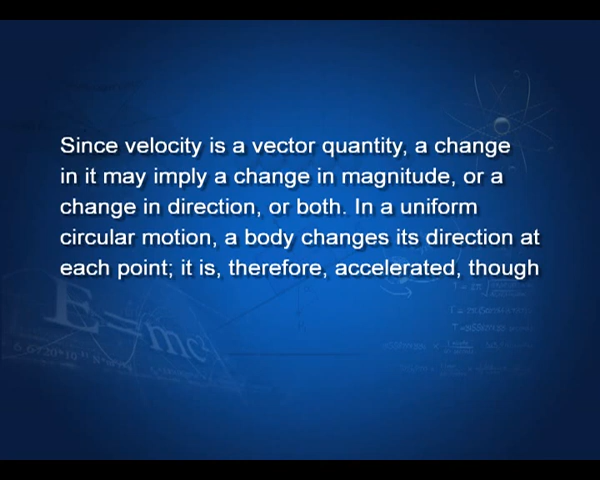 Since velocity is a vector quantity, a change
in it may imply a change in magnitude, or a
change in direction, or both. In a uniform
circular motion, a body changes its direction at
each point; it is, therefore, accelerated, though
E=mc²